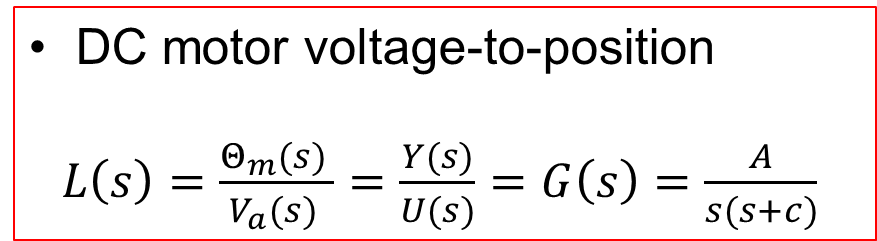 • DC motor voltage-to-position
L(s) = Θₘ(s)/Vₐ(s) = Y(s)/U(s) = G(s) = A/s(s+c)